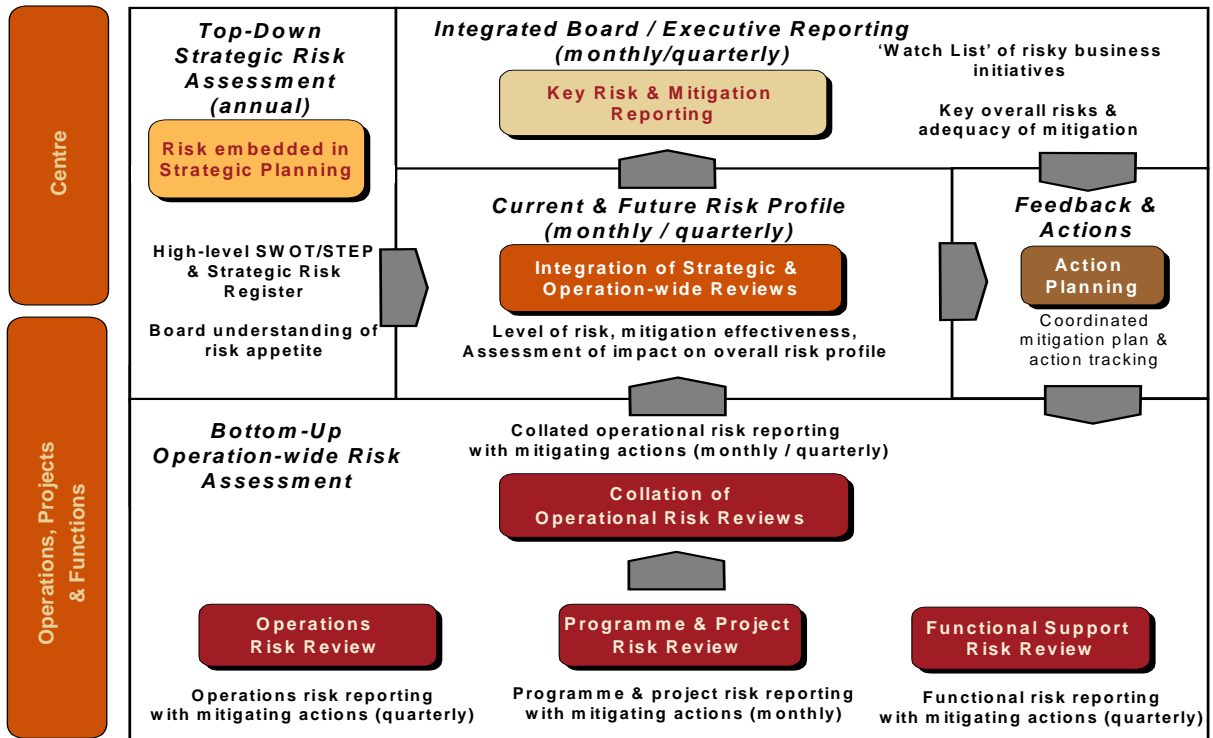 Centre
Operations, Projects
& Functions
Top-Down
Strategic Risk
Assessment
(annual)
Risk embedded in
Strategic Planning
High-level SWOT/STEP
& Strategic Risk
Register
Board understanding of
risk appetite
Integrated Board / Executive Reporting
(monthly/quarterly)
Key Risk & Mitigation
Reporting
‘Watch List’ of risky business
initiatives
Key overall risks &
adequacy of mitigation
Current & Future Risk Profile
(monthly / quarterly)
Integration of Strategic &
Operation-wide Reviews
Level of risk, mitigation effectiveness,
Assessment of impact on overall risk profile
Feedback &
Actions
Action
Planning
Coordinated
mitigation plan &
action tracking
Bottom-Up
Operation-wide Risk
Assessment
Collated operational risk reporting
with mitigating actions (monthly / quarterly)
Collation of
Operational Risk Reviews
Operations
Risk Review
Operations risk reporting
with mitigating actions (quarterly)
Programme & Project
Risk Review
Programme & project risk reporting
with mitigating actions (monthly)
Functional Support
Risk Review
Functional risk reporting
with mitigating actions (quarterly)